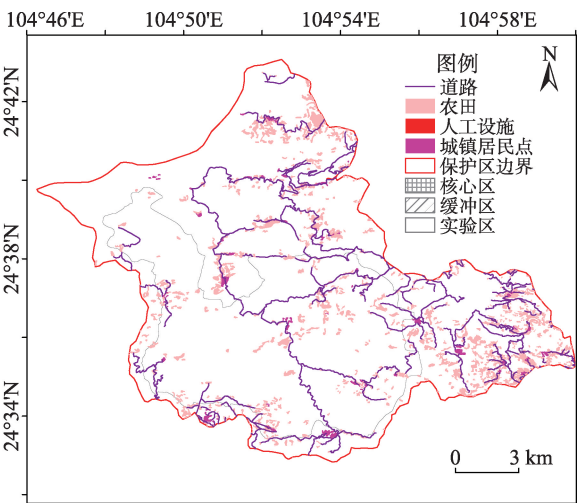 104°46'E 104°50'E 104°54'E 104°58'E
24°42'N
24°38'N
24°34'N
N
图例
道路
农田
人工设施
城镇居民点
保护区边界
核心区
缓冲区
实验区
0 3 km